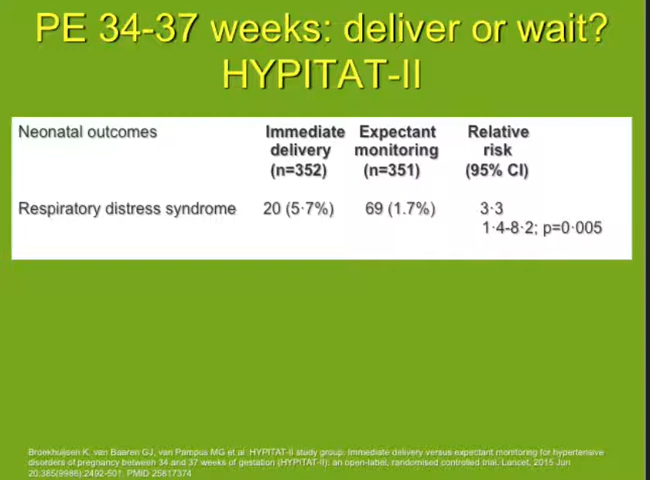 PE 34-37 weeks: deliver or wait?
HYPITAT-II
Neonatal outcomes Immediate delivery (n=352) Expectant monitoring (n=351) Relative risk (95% CI)
Respiratory distress syndrome 20 (5·7%) 69 (1.7%) 3·3
1·4-8·2; p=0·005
Broekhuijsen K, van Baaren GJ, van Pampus MG et al. HYPITAT-II study group. Immediate delivery versus expectant monitoring for hypertensive
disorders of pregnancy between 34 and 37 weeks of gestation (HYPITAT-II): an open-label, randomised controlled trial. Lancet, 2015 Jun
20;385(9986):2492-501. PMID 25817374